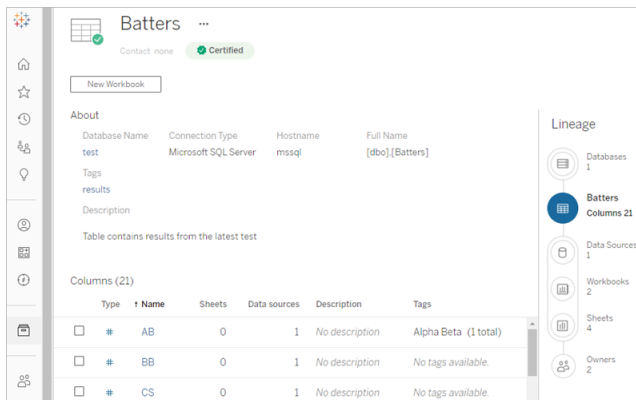 Batters ...
Contact none Certified
New Workbook
About
Database Name Connection Type Hostname Full Name
test Microsoft SQL Server mssql [dbo].[Batters]
Tags
results
Description
Table contains results from the latest test
Columns (21)
Type ↑ Name Sheets Data sources Description Tags
# AB 0 1 No description Alpha Beta (1 total)
# BB 0 1 No description No tags available.
# CS 0 1 No description No tags available.
Lineage
Databases
1
Batters
Columns 21
Data Sources
1
Workbooks
2
Sheets
4
Owners
2